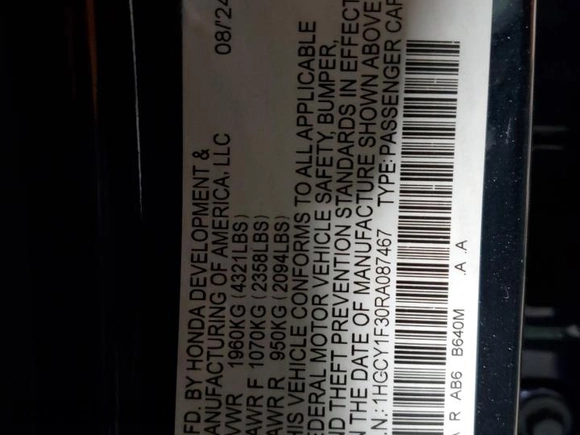 FD. BY HONDA DEVELOPMENT & 08/'24
ANUFACTURING OF AMERICA, LLC
VWR 1960KG (4321LBS)
AWR F 1070KG (2358LBS)
AWR R 950KG (2094LBS)
HIS VEHICLE CONFORMS TO ALL APPLICABLE
EDERAL MOTOR VEHICLE SAFETY, BUMPER,
ND THEFT PREVENTION STANDARDS IN EFFECT
N THE DATE OF MANUFACTURE SHOWN ABOVE
.N.: 1HGCY1F30RA087467 TYPE: PASSENGER CAR
A R AB6 B640M .A .A